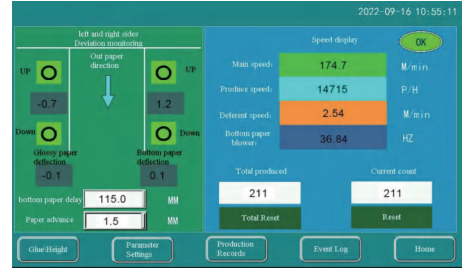 2022-09-16 10:55:11
left and right sides
Deviation monitoring
Out paper
direction
UP
UP
-0.7
1.2
Down
Down
Glossy paper
deflection
Bottom paper
deflection
-0.1
0.1
bottom paper delay
115.0
MM
Paper advance
1.5
MM
Speed display
OK
Main speed:
174.7
M/min
Produce speed:
14715
P/H
Deferent speed:
2.54
M/min
Bottom paper
blower:
36.84
HZ
Total produced
Current count
211
211
Total Reset
Reset
Glue\Height
Parameter
Settings
Production
Records
Event Log
Home